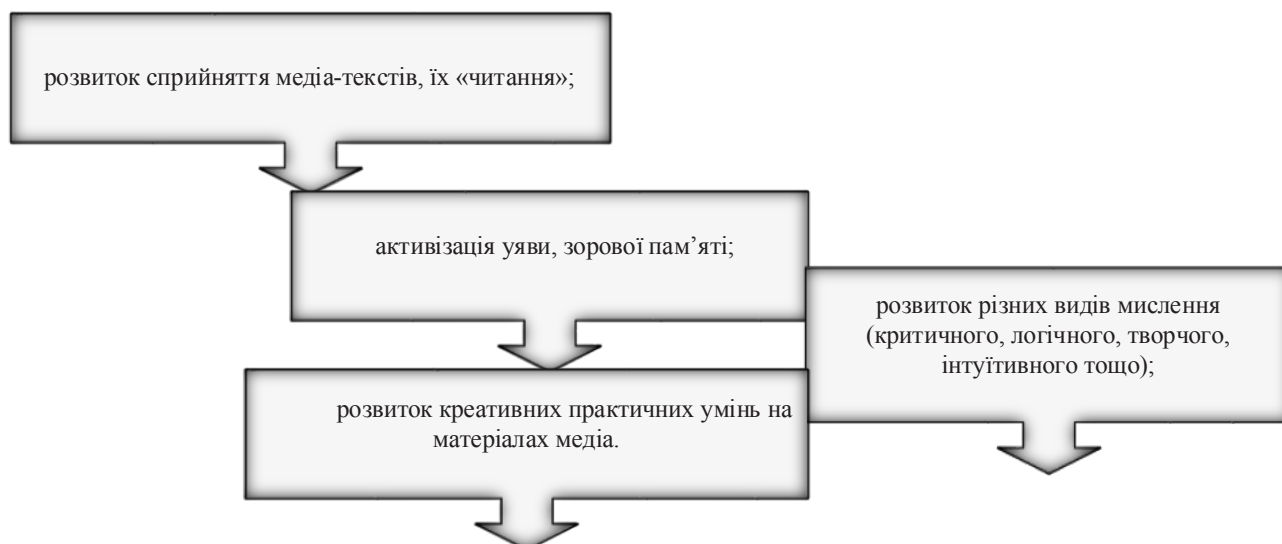 розвиток сприйняття медіа-текстів, їх «читання»;
активізація уяви, зорової пам’яті;
розвиток різних видів мислення
(критичного, логічного, творчого,
інтуїтивного тощо);
розвиток креативних практичних умінь на
матеріалах медіа.